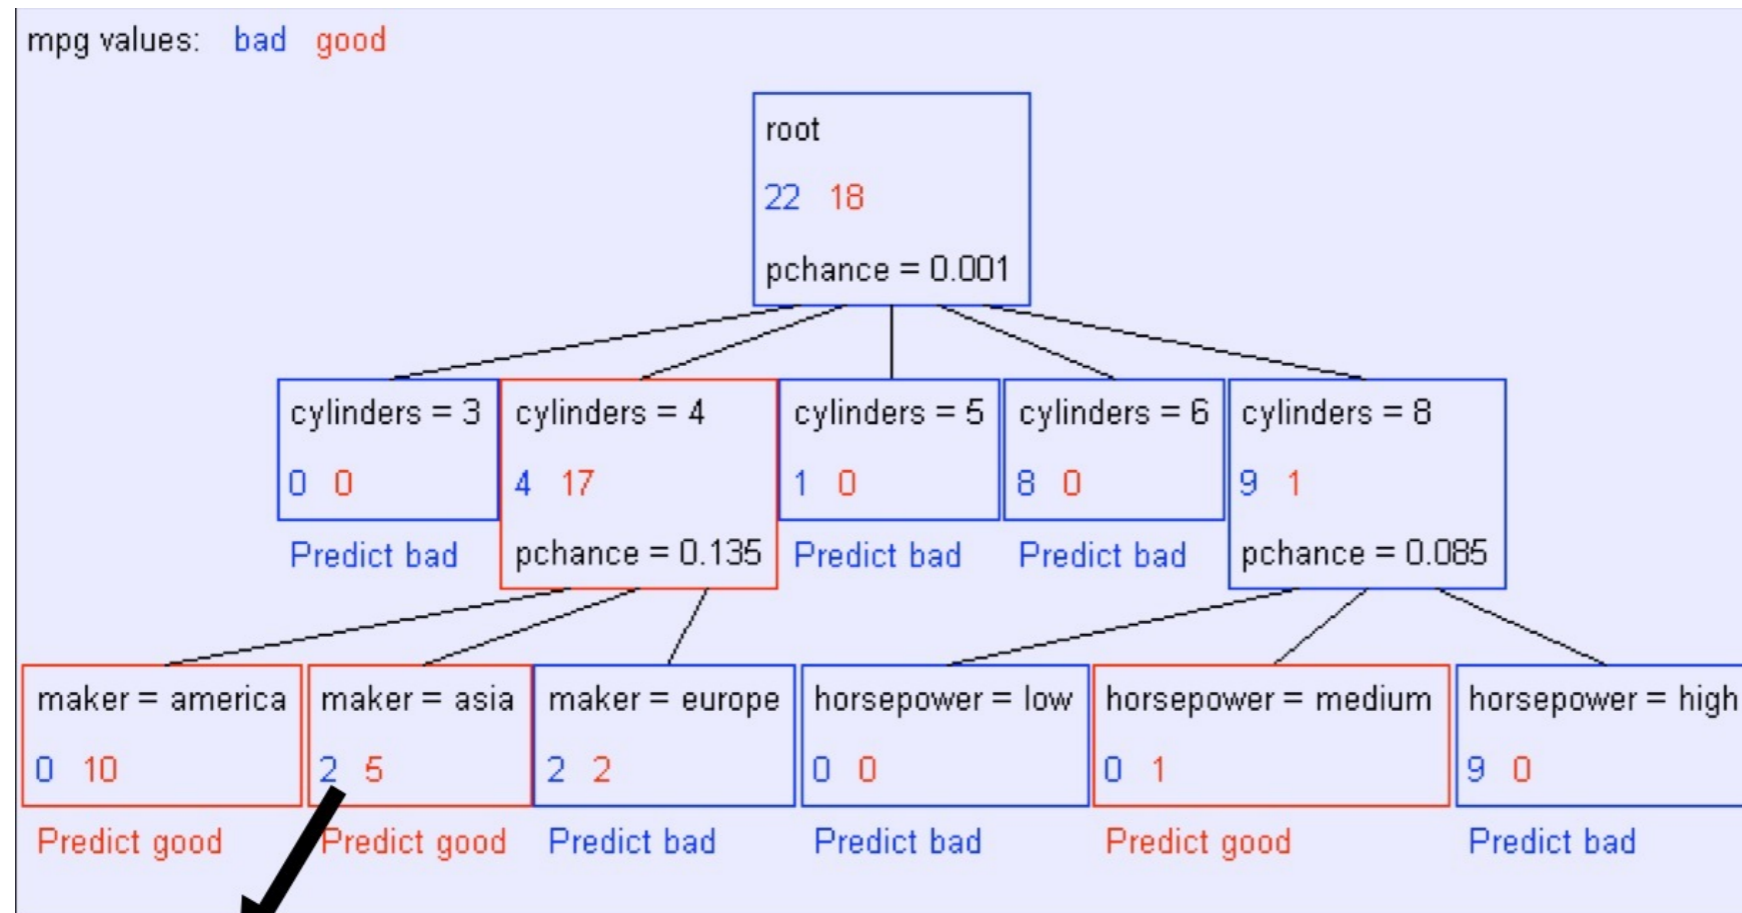 mpg values: bad good
root
22 18
pchance = 0.001
cylinders = 3 cylinders = 4 cylinders = 5 cylinders = 6 cylinders = 8
0 0 4 17 1 0 8 0 9 1
Predict bad pchance = 0.135 Predict bad Predict bad pchance = 0.085
maker = america maker = asia maker = europe horsepower = low horsepower = medium horsepower = high
0 10 2 5 2 2 0 0 0 1 9 0
Predict good Predict good Predict bad Predict bad Predict good Predict bad